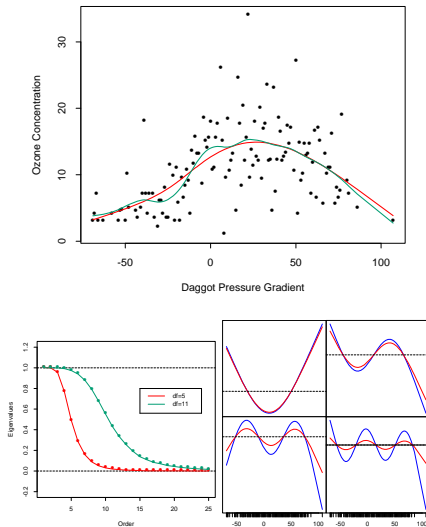 Ozone Concentration
0 10 20 30
-50 0 50 100
Daggot Pressure Gradient
Eigenvalues
-0.2 0.0 0.2 0.4 0.6 0.8 1.0 1.2
df=5
df=11
5 10 15 20 25
Order
-50 0 50 100
-50 0 50 100